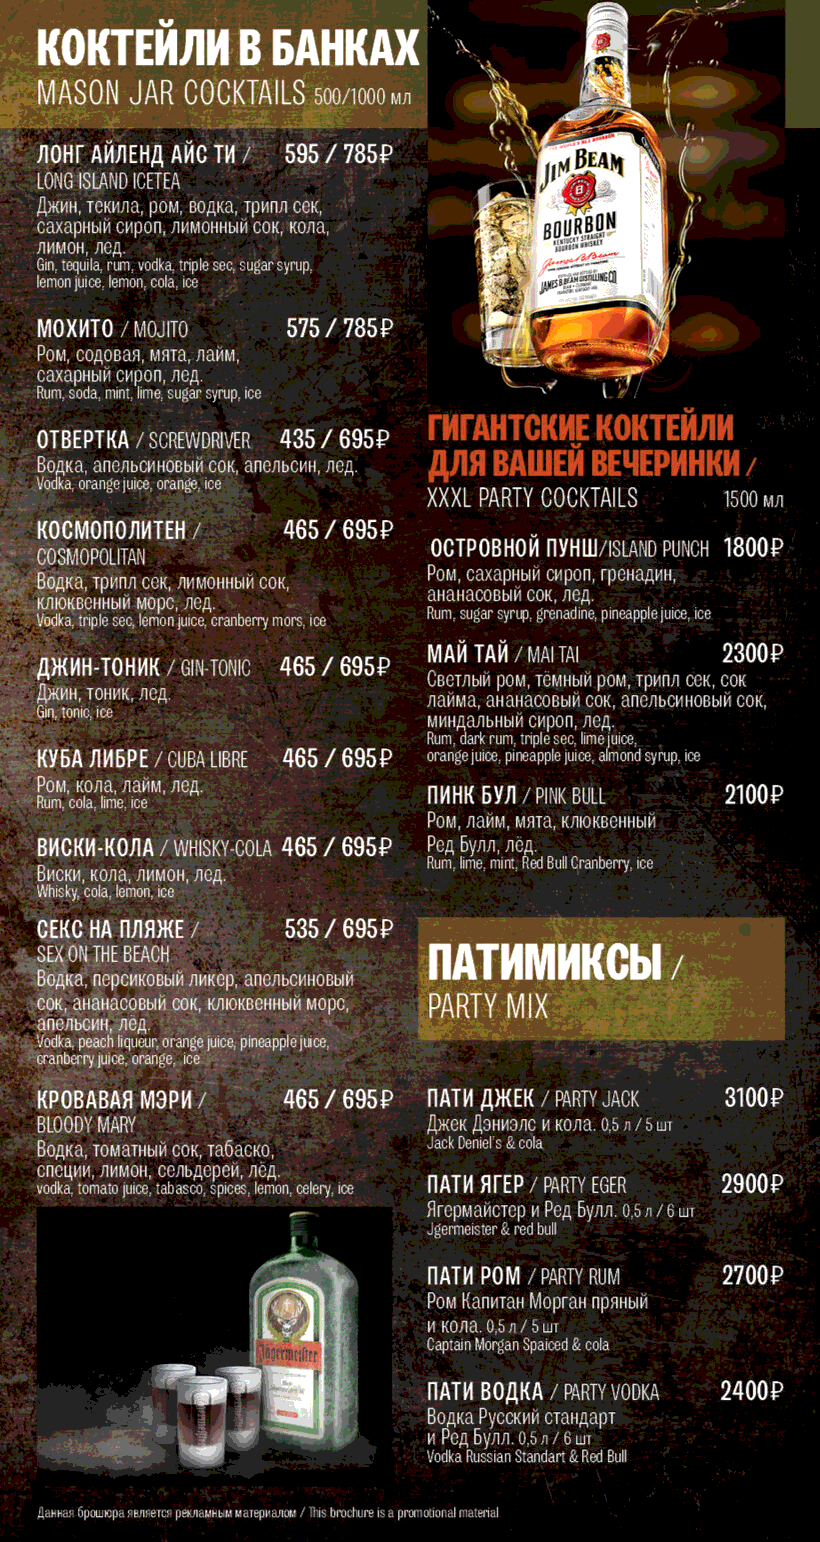 КОКТЕЙЛИ В БАНКАХ
MASON JAR COCKTAILS 500/1000 мл
ЛОНГ АЙЛЕНД АЙС ТИ / 595 / 785₽
LONG ISLAND ICETEA
Джин, текила, ром, водка, трипл сек,
сахарный сироп, лимонный сок, кола,
лимон, лед.
Gin, tequila, rum, vodka, triple sec, sugar syrup,
lemon juice, lemon, cola, ice
МОХИТО / MOJITO 575 / 785₽
Ром, содовая, мята, лайм,
сахарный сироп, лед.
Rum, soda, mint, lime, sugar syrup, ice
ОТВЕРТКА / SCREWDRIVER 435 / 695₽
Водка, апельсиновый сок, апельсин, лед.
Vodka, orange juice, orange, ice
КОСМОПОЛИТЕН / 465 / 695₽
COSMOPOLITAN
Водка, трипл сек, лимонный сок,
клюквенный морс, лед.
Vodka, triple sec, lemon juice, cranberry mors, ice
ДЖИН-ТОНИК / GIN-TONIC 465 / 695₽
Джин, тоник, лед.
Gin, tonic, ice
КУБА ЛИБРЕ / CUBA LIBRE 465 / 695₽
Ром, кола, лайм, лед.
Rum, cola, lime, ice
ВИСКИ-КОЛА / WHISKY-COLA 465 / 695₽
Виски, кола, лимон, лед.
Whisky, cola, lemon, ice
СЕКС НА ПЛЯЖЕ / 535 / 695₽
SEX ON THE BEACH
Водка, персиковый ликер, апельсиновый
сок, ананасовый сок, клюквенный морс,
апельсин, лед.
Vodka, peach liqueur, orange juice, pineapple juice,
cranberry juice, orange, ice
КРОВАВАЯ МЭРИ / 465 / 695₽
BLOODY MARY
Водка, томатный сок, табаско,
специи, лимон, сельдерей, лёд.
vodka, tomato juice, tabasco, spices, lemon, celery, ice
Jägermeister
JIM BEAM
BOURBON
KENTUCKY STRAIGHT
BOURBON WHISKEY
James B. Beam
JAMES B. BEAM DISTILLING CO.
ГИГАНТСКИЕ КОКТЕЙЛИ
ДЛЯ ВАШЕЙ ВЕЧЕРИНКИ /
XXXL PARTY COCKTAILS 1500 мл
ОСТРОВНОЙ ПУНШ/ISLAND PUNCH 1800₽
Ром, сахарный сироп, гренадин,
ананасовый сок, лед.
Rum, sugar syrup, grenadine, pineapple juice, ice
МАЙ ТАЙ / MAI TAI 2300₽
Светлый ром, тёмный ром, трипл сек, сок
лайма, ананасовый сок, апельсиновый сок,
миндальный сироп, лед.
Rum, dark rum, triple sec, lime juice,
orange juice, pineapple juice, almond syrup, ice
ПИНК БУЛ / PINK BULL 2100₽
Ром, лайм, мята, клюквенный
Ред Булл, лёд.
Rum, lime, mint, Red Bull Cranberry, ice
ПАТИМИКСЫ /
PARTY MIX
ПАТИ ДЖЕК / PARTY JACK 3100₽
Джек Дэниэлс и кола. 0,5 л / 5 шт
Jack Deniel's & cola
ПАТИ ЯГЕР / PARTY EGER 2900₽
Ягермайстер и Ред Булл. 0,5 л / 6 шт
Jgermeister & red bull
ПАТИ РОМ / PARTY RUM 2700₽
Ром Капитан Морган пряный
и кола. 0,5 л / 5 шт
Captain Morgan Spaiced & cola
ПАТИ ВОДКА / PARTY VODKA 2400₽
Водка Русский стандарт
и Ред Булл. 0,5 л / 6 шт
Vodka Russian Standart & Red Bull
Данная брошюра является рекламным материалом / This brochure is a promotional material